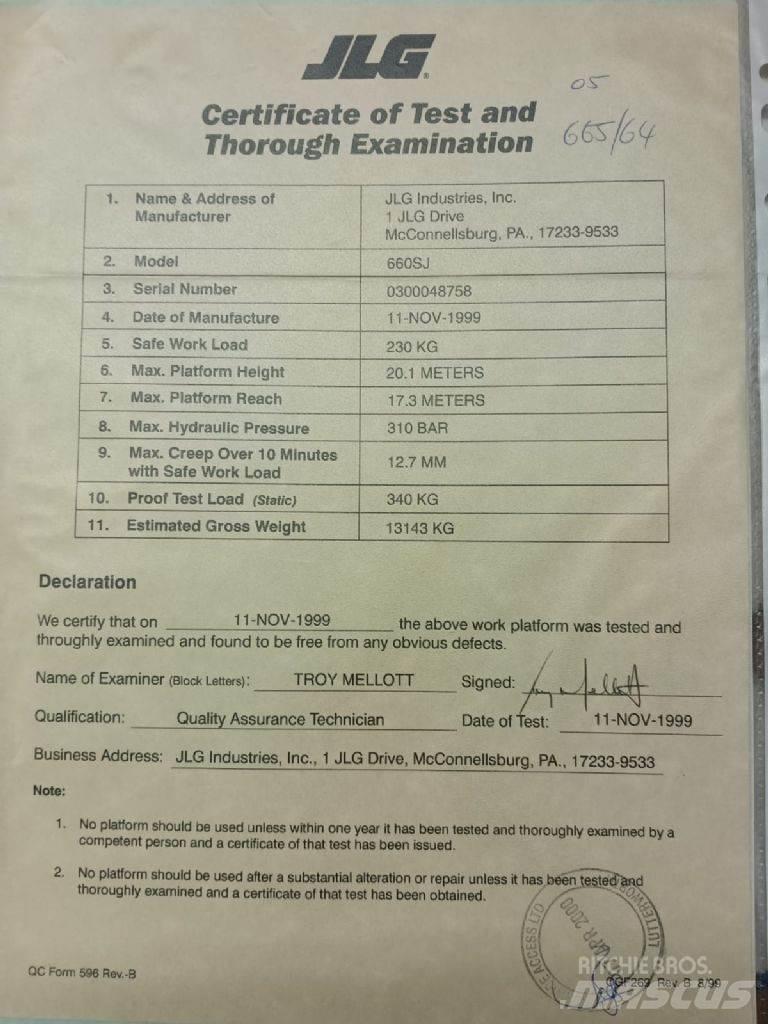 JLG®
05
Certificate of Test and
Thorough Examination
665/64
1. Name & Address of Manufacturer JLG Industries, Inc.
1 JLG Drive
McConnellsburg, PA., 17233-9533
2. Model 660SJ
3. Serial Number 0300048758
4. Date of Manufacture 11-NOV-1999
5. Safe Work Load 230 KG
6. Max. Platform Height 20.1 METERS
7. Max. Platform Reach 17.3 METERS
8. Max. Hydraulic Pressure 310 BAR
9. Max. Creep Over 10 Minutes
with Safe Work Load 12.7 MM
10. Proof Test Load (Static) 340 KG
11. Estimated Gross Weight 13143 KG
Declaration
We certify that on 11-NOV-1999 the above work platform was tested and
throughly examined and found to be free from any obvious defects.
Name of Examiner (Block Letters): TROY MELLOTT Signed: Troy Mellott
Qualification: Quality Assurance Technician Date of Test: 11-NOV-1999
Business Address: JLG Industries, Inc., 1 JLG Drive, McConnellsburg, PA., 17233-9533
Note:
1. No platform should be used unless within one year it has been tested and thoroughly examined by a
competent person and a certificate of that test has been issued.
2. No platform should be used after a substantial alteration or repair unless it has been tested and
thoroughly examined and a certificate of that test has been obtained.
ACCESS LTD
APR 2000
QC Form 596 Rev.-B
Rev. B 8/99
RITCHIE BROS.
mascus